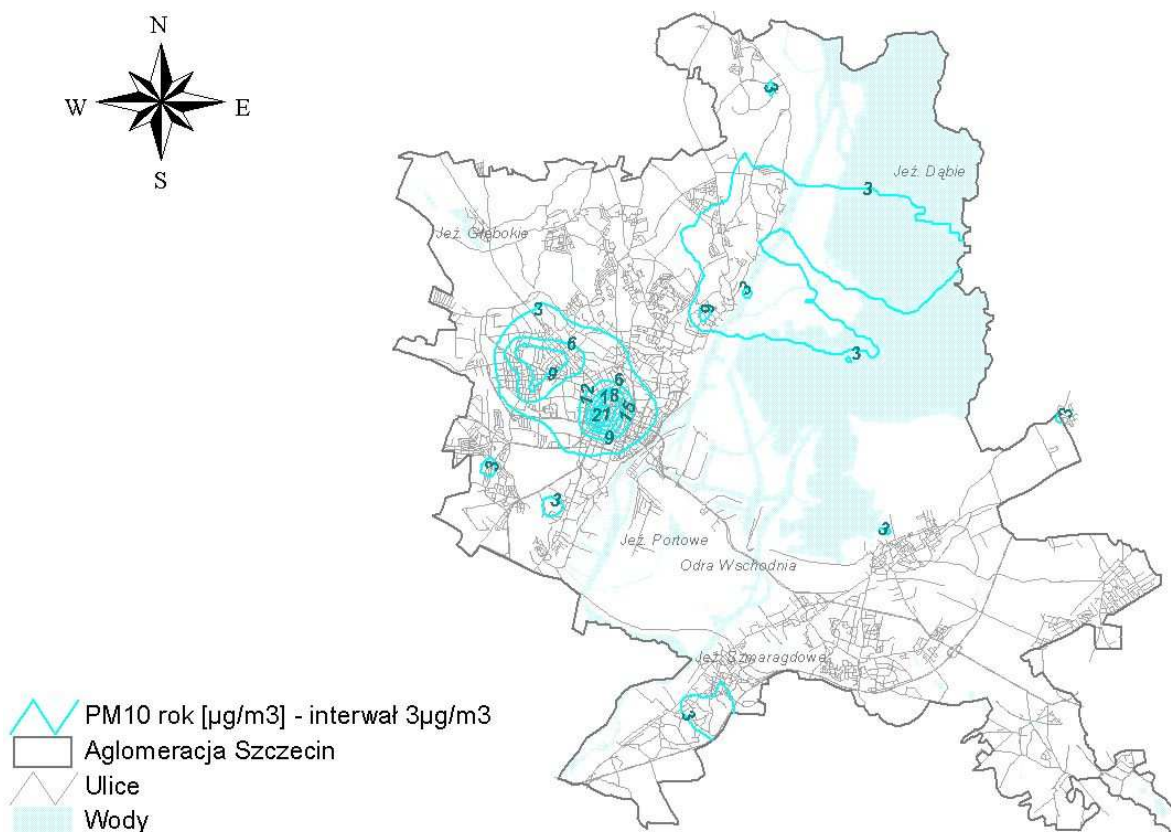 N
W
E
S
3
Jeź. Dąbie
3
Jeź. Głębokie
3
9
3
6
3
9
6
12
18
15
21
9
3
3
3
3
3
Jeź. Portowe
Odra Wschodnia
Jeź. Szmaragdowe
3
PM10 rok [µg/m3] - interwał 3µg/m3
Aglomeracja Szczecin
Ulice
Wody